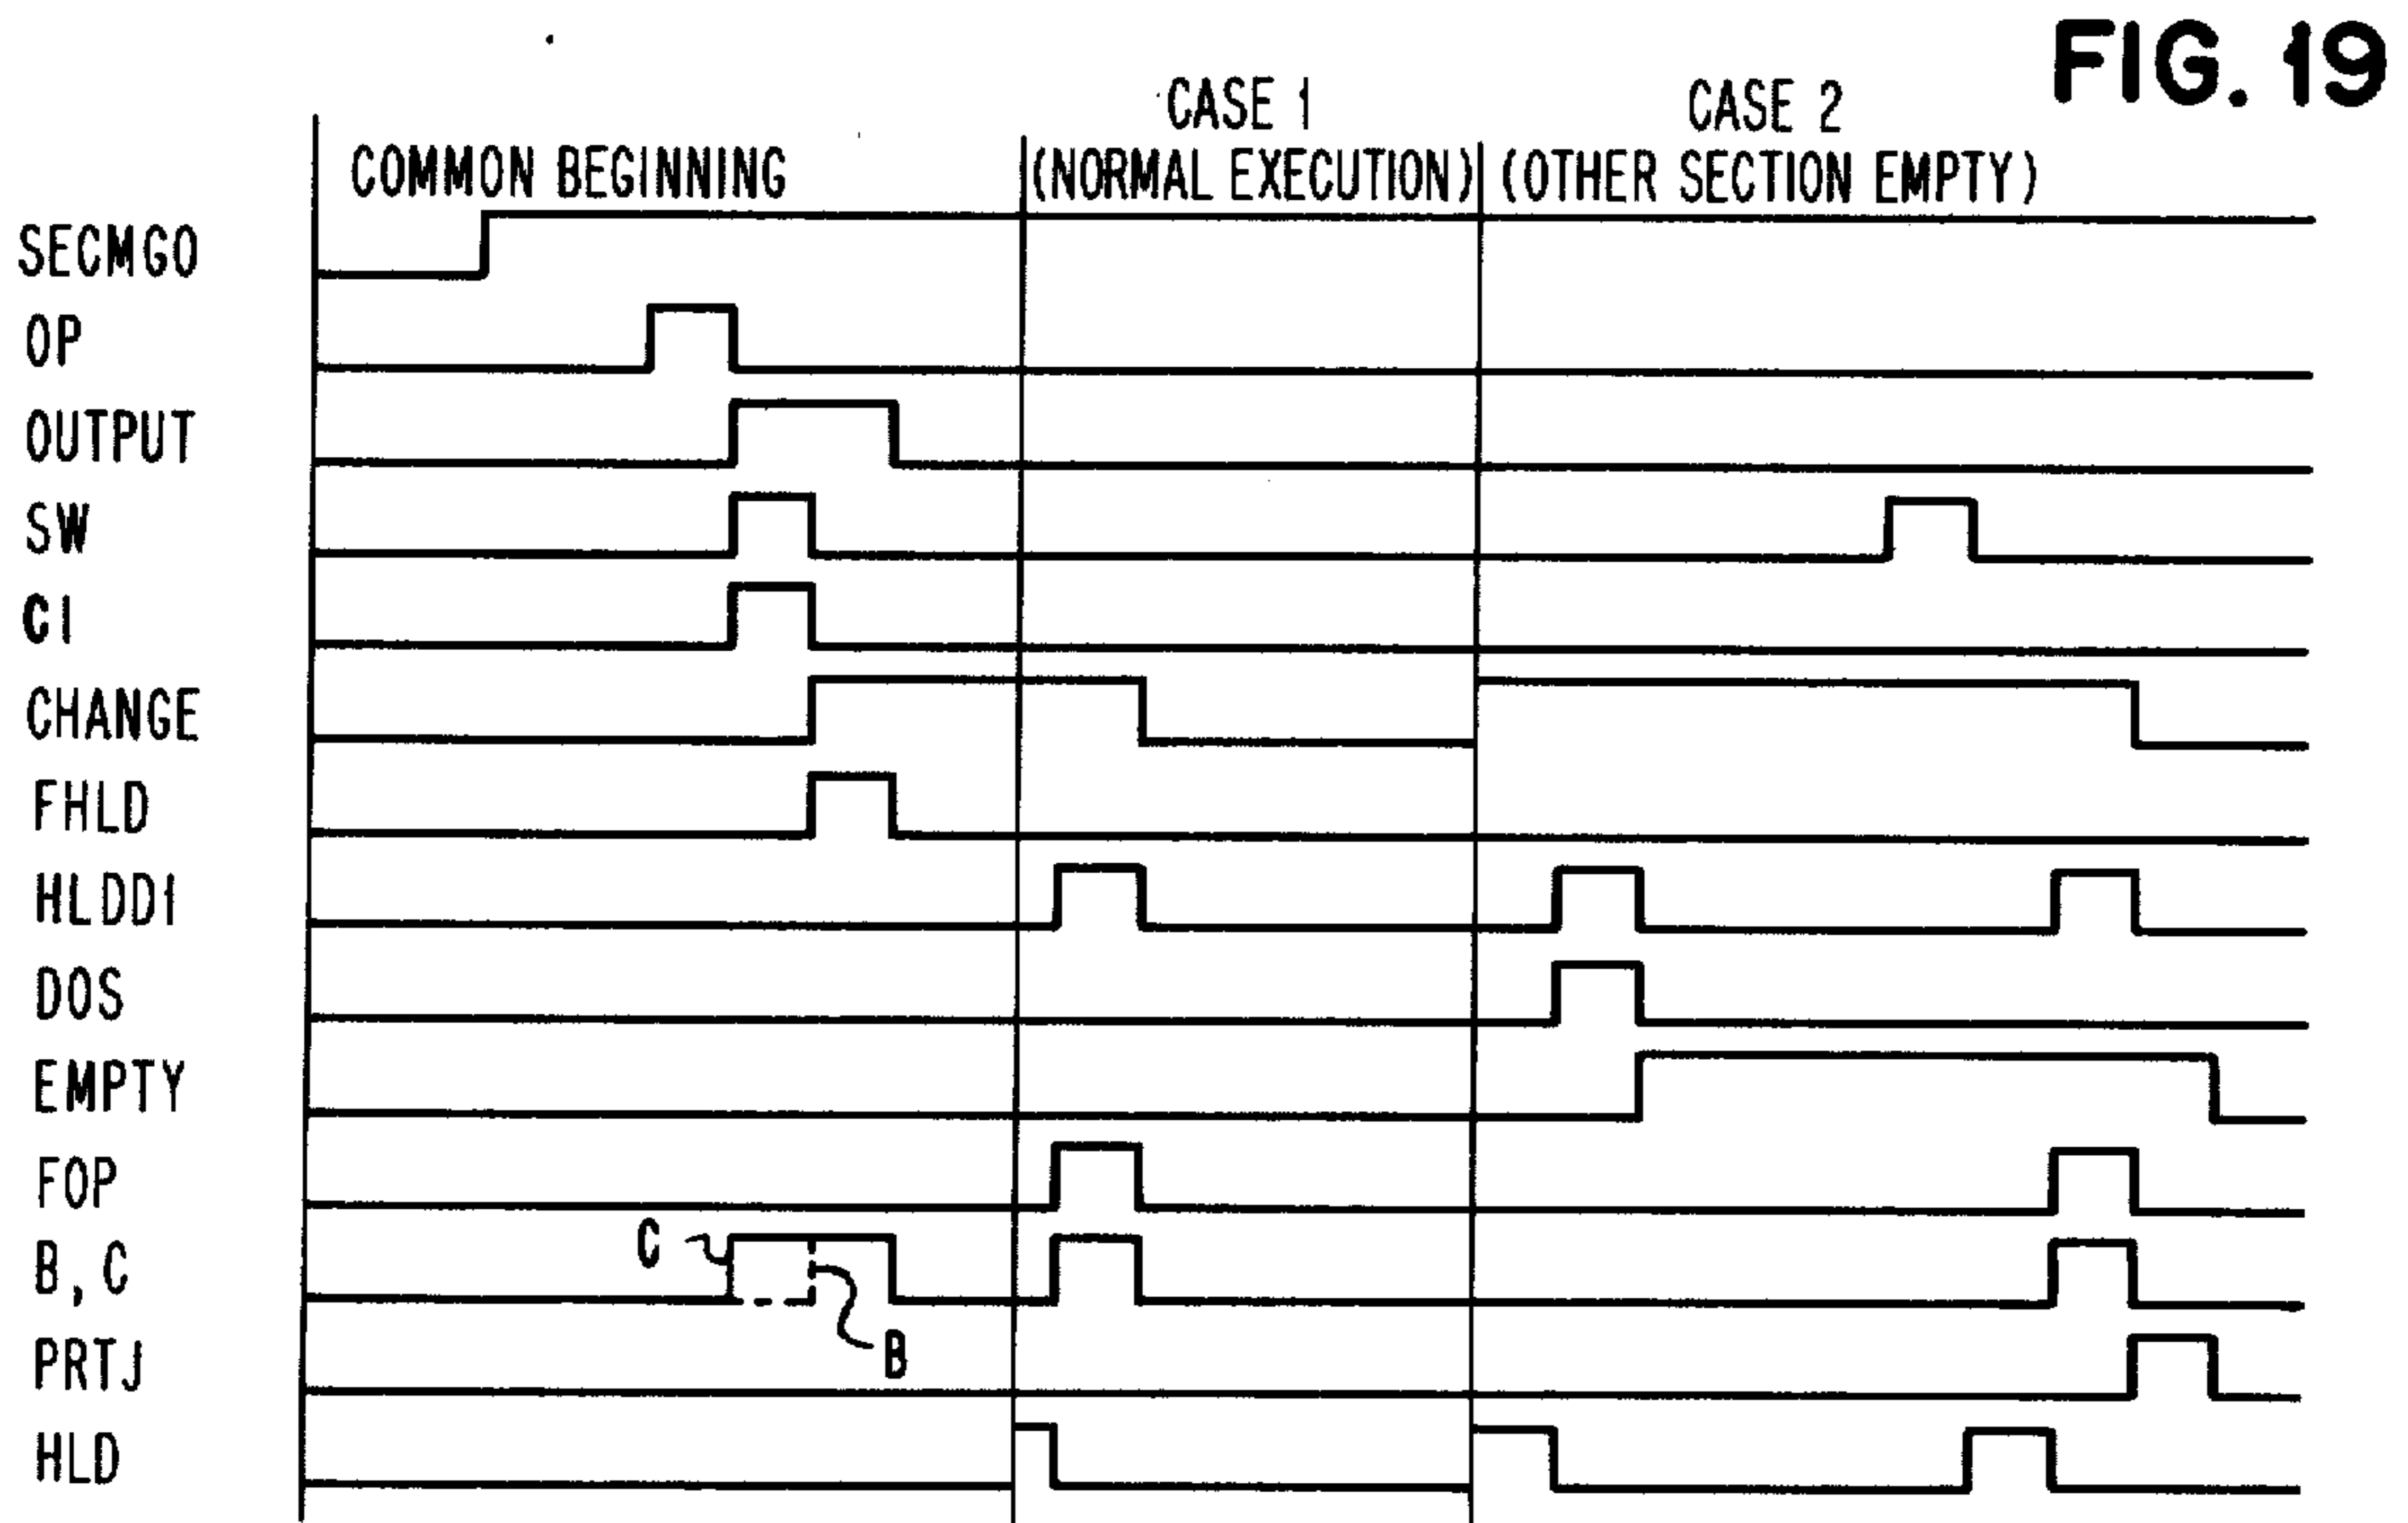 FIG. 19
CASE 1
CASE 2
COMMON BEGINNING
(NORMAL EXECUTION)
(OTHER SECTION EMPTY)
SECMGO
OP
OUTPUT
SW
C1
CHANGE
FHLD
HLDD1
DOS
EMPTY
FOP
B, C
C
B
PRTJ
HLD